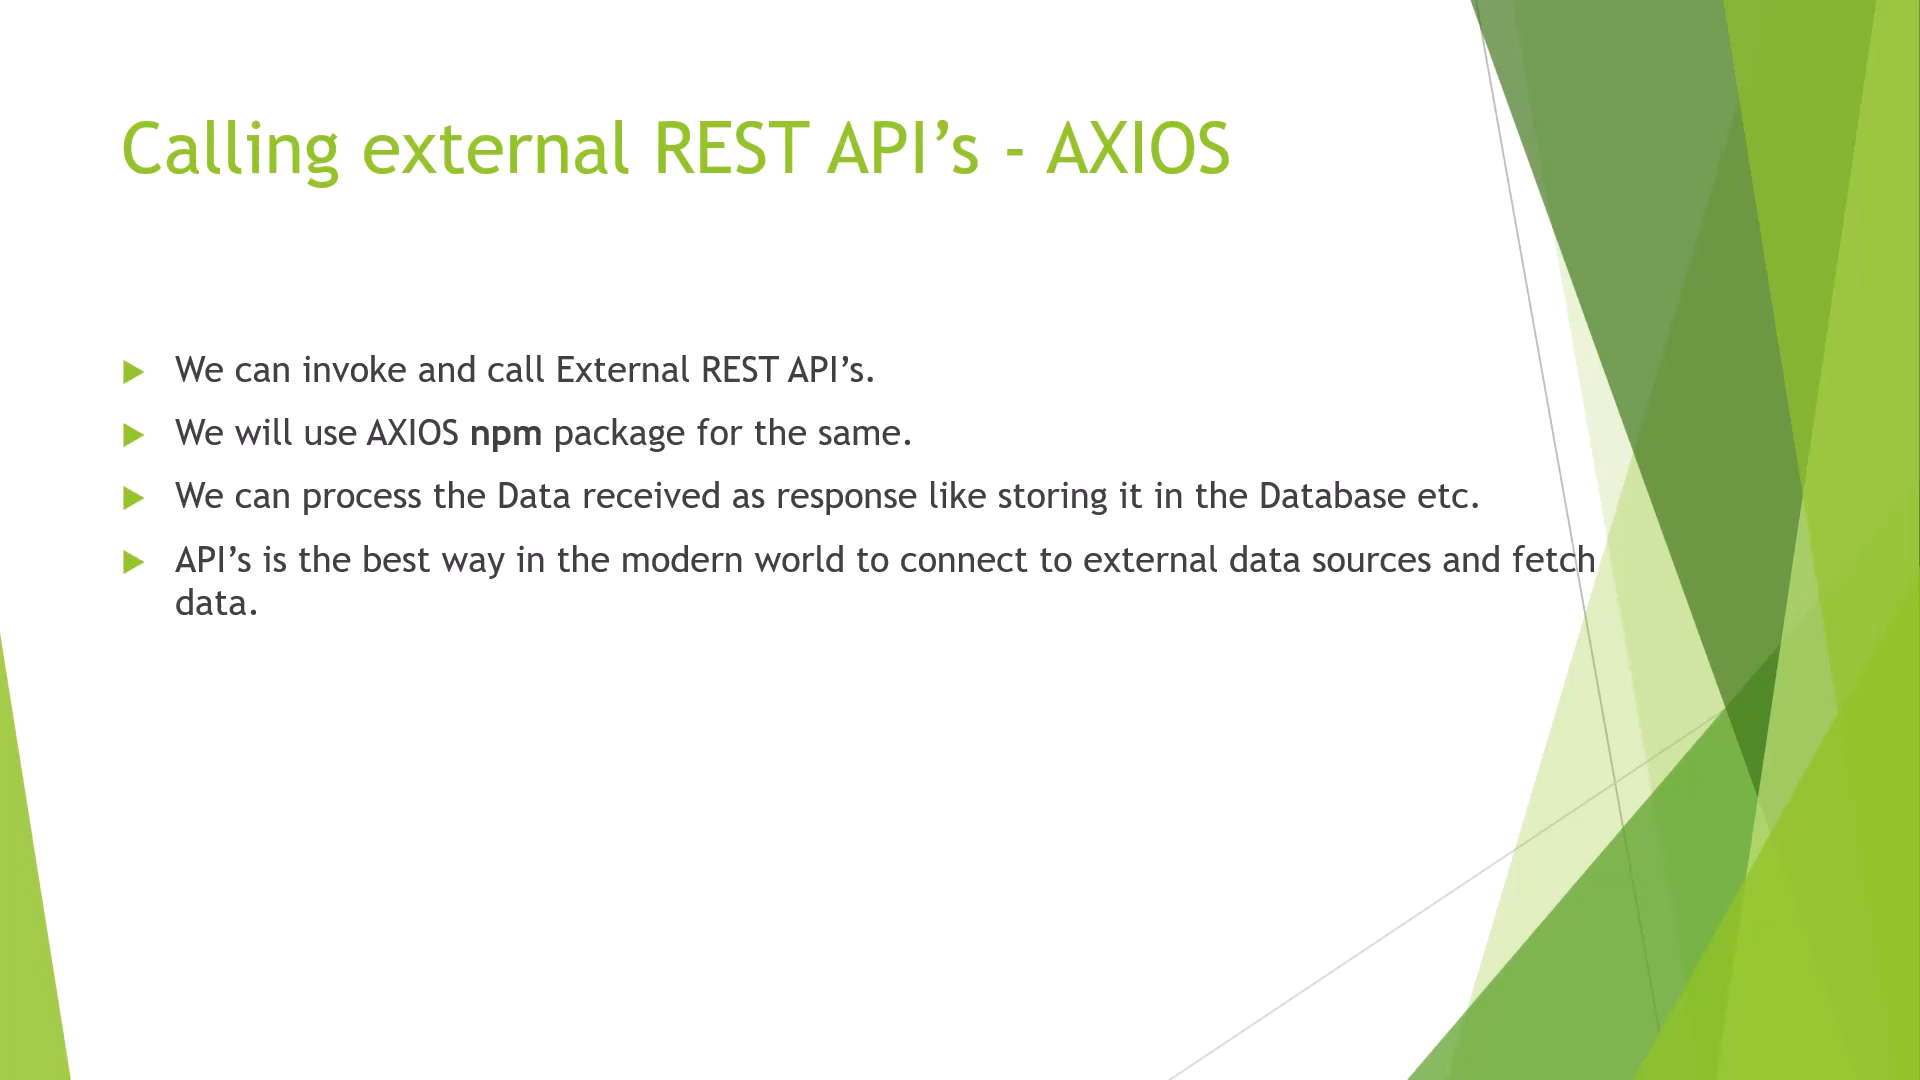 Calling external REST API’s - AXIOS
We can invoke and call External REST API’s.
We will use AXIOS npm package for the same.
We can process the Data received as response like storing it in the Database etc.
API’s is the best way in the modern world to connect to external data sources and fetch
data.